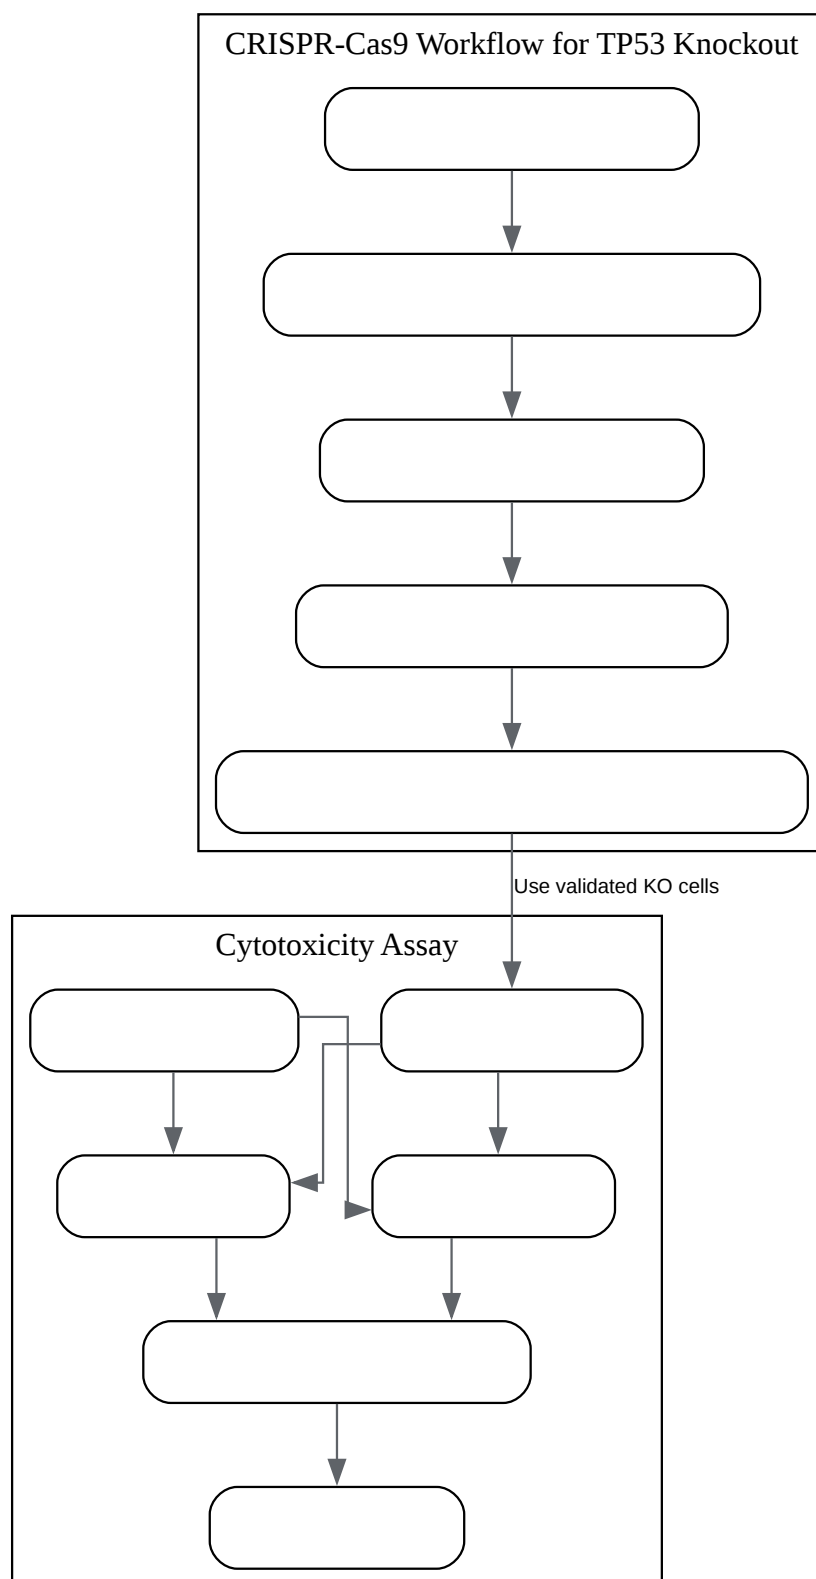 CRISPR-Cas9 Workflow for TP53 Knockout
Use validated KO cells
Cytotoxicity Assay